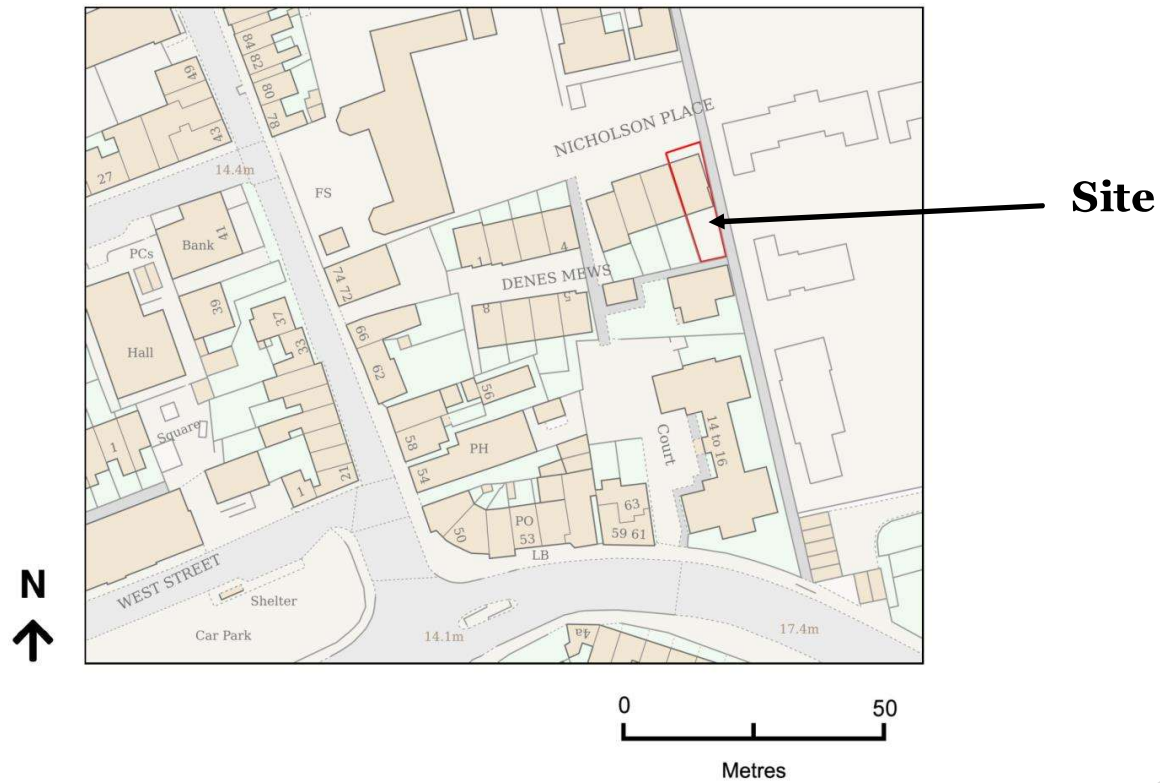 84
82
80
78
49
43
27
14.4m
NICHOLSON PLACE
FS
Site
41
Bank
PCs
4
1
74 72
DENES MEWS
5
8
39
37
33
66
62
Hall
56
Square
1
58
PH
54
Court
14 to 16
21
1
50
PO
53
63
59 61
LB
WEST STREET
N
Shelter
Car Park
14.1m
4a
17.4m
0
50
Metres